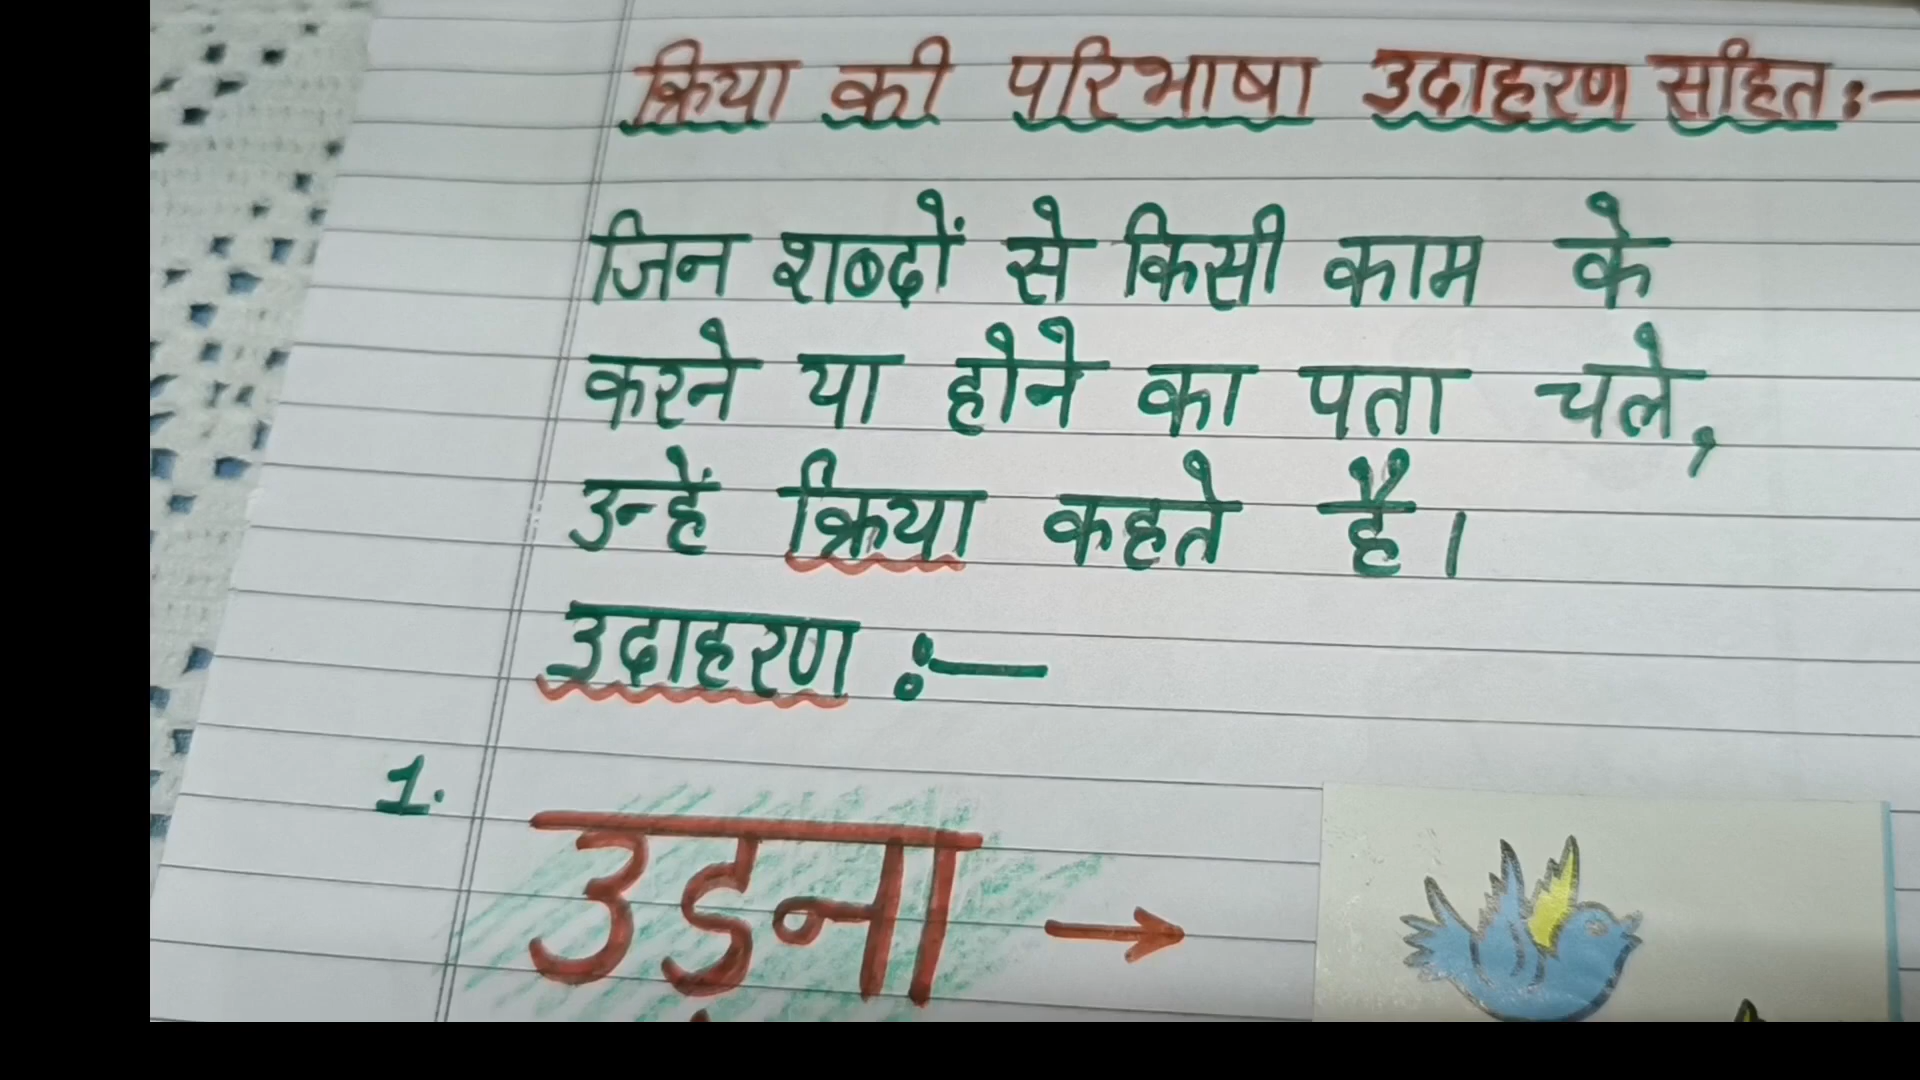 क्रिया की परिभाषा उदाहरण सहित :-
जिन शब्दों से किसी काम के
करने या होने का पता चले,
उन्हें क्रिया कहते है।
उदाहरण :-
1.
उड़ना →